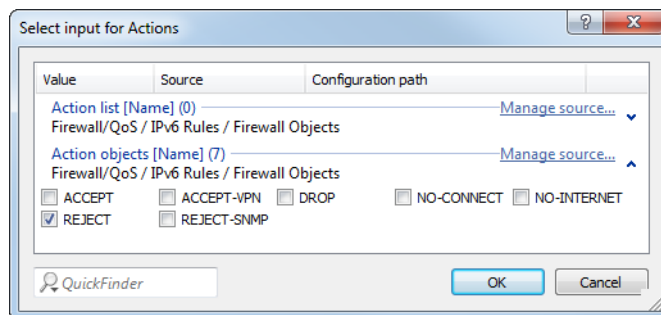 Select input for Actions
?
Value Source Configuration path
Action list [Name] (0) Manage source...
Firewall/QoS / IPv6 Rules / Firewall Objects
Action objects [Name] (7) Manage source...
Firewall/QoS / IPv6 Rules / Firewall Objects
ACCEPT ACCEPT-VPN DROP NO-CONNECT NO-INTERNET
REJECT REJECT-SNMP
QuickFinder OK Cancel